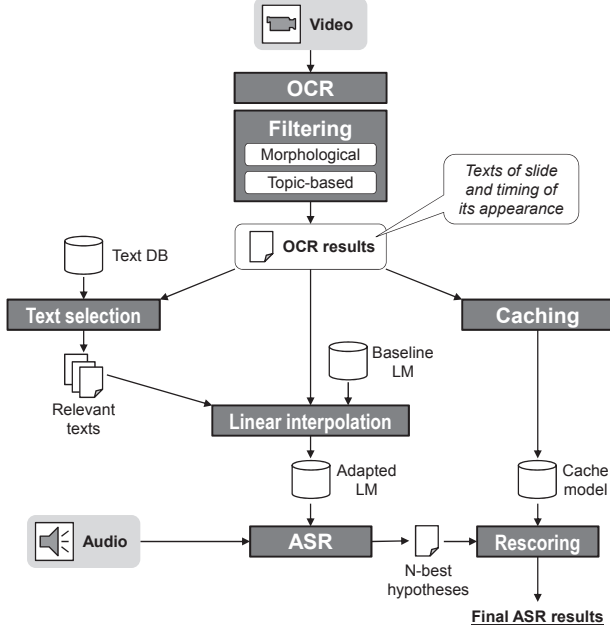 Video
OCR
Filtering
Morphological
Topic-based
Texts of slide
and timing of
its appearance
OCR results
Text DB
Text selection
Caching
Relevant
texts
Baseline
LM
Linear interpolation
Adapted
LM
Cache
model
Audio
ASR
N-best
hypotheses
Rescoring
Final ASR results